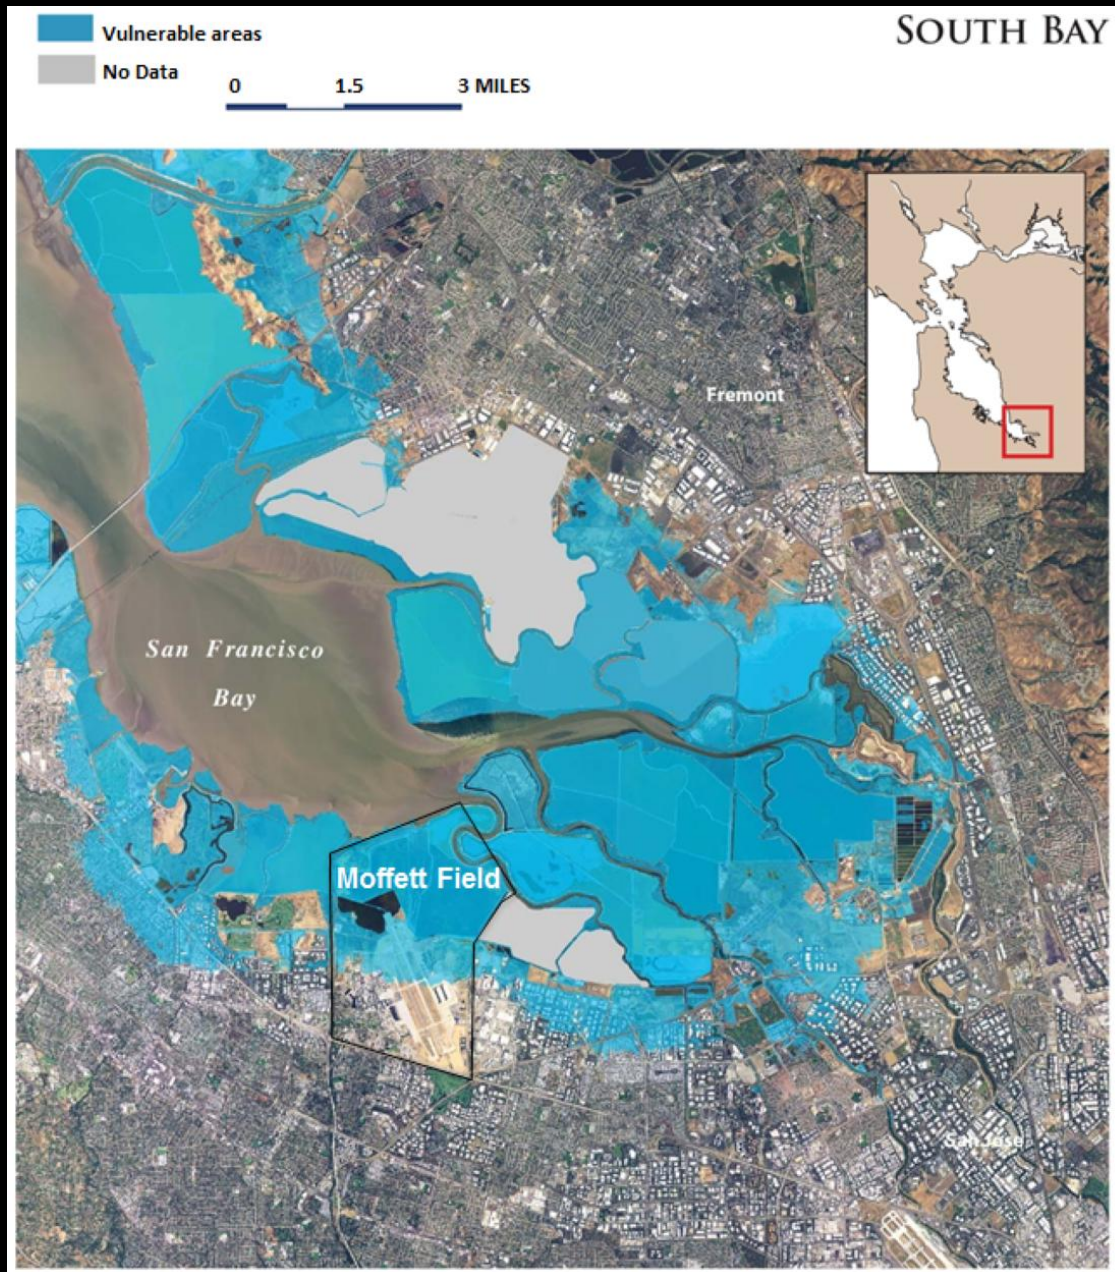 SOUTH BAY
Vulnerable areas
No Data
0 1.5 3 MILES
Fremont
San Francisco
Bay
Moffett Field
San Jose